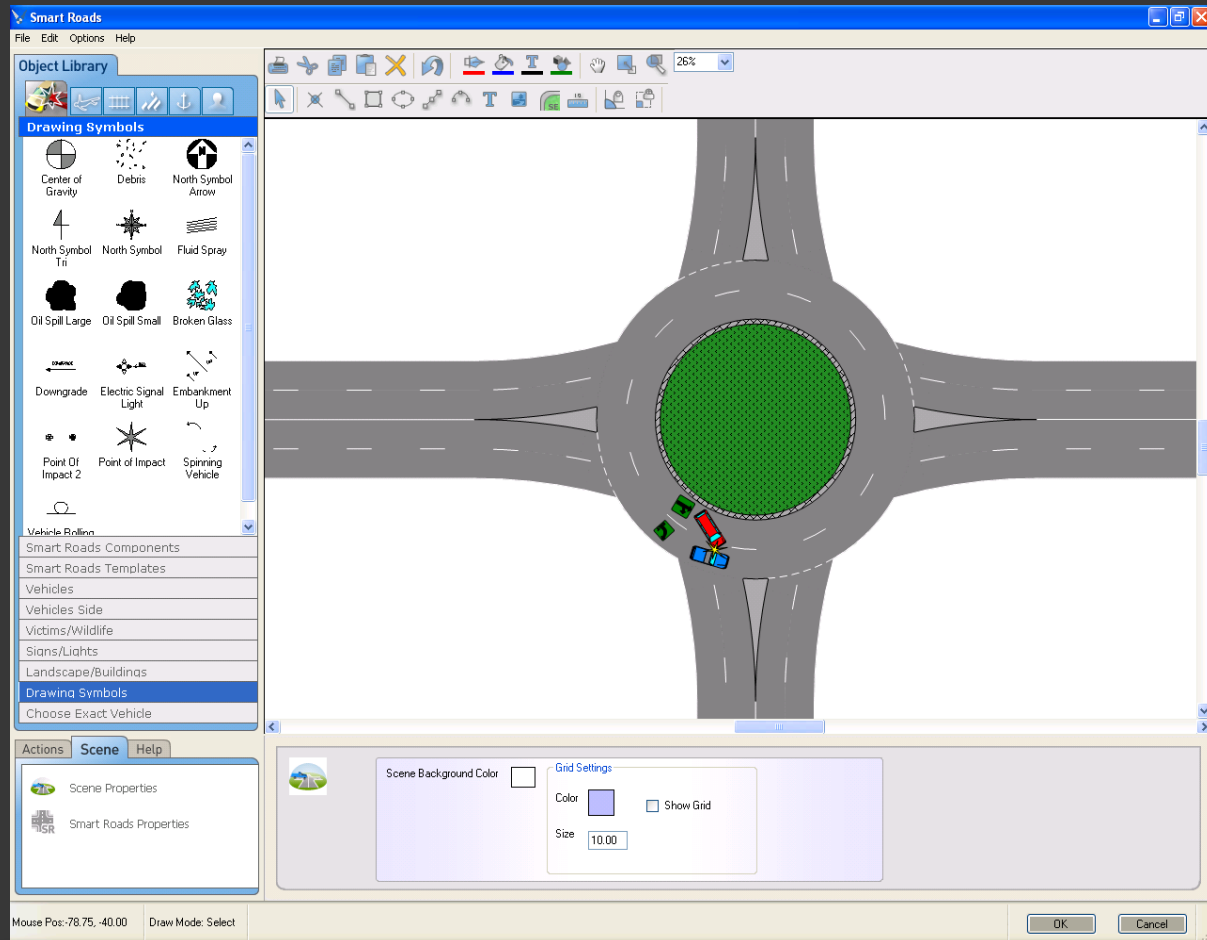 Smart Roads
File Edit Options Help
Object Library
26%
T
T
SE
Drawing Symbols
Center of Gravity
Debris
North Symbol Arrow
North Symbol Tri
North Symbol
Fluid Spray
Oil Spill Large
Oil Spill Small
Broken Glass
Downgrade
Electric Signal Light
Embankment Up
Point Of Impact 2
Point of Impact
Spinning Vehicle
Vehicle Rolling
Smart Roads Components
Smart Roads Templates
Vehicles
Vehicles Side
Victims/Wildlife
Signs/Lights
Landscape/Buildings
Drawing Symbols
Choose Exact Vehicle
Actions Scene Help
Scene Properties
SR
Smart Roads Properties
Scene Background Color
Grid Settings
Color
Show Grid
Size
10.00
Mouse Pos:-78.75, -40.00
Draw Mode: Select
OK
Cancel